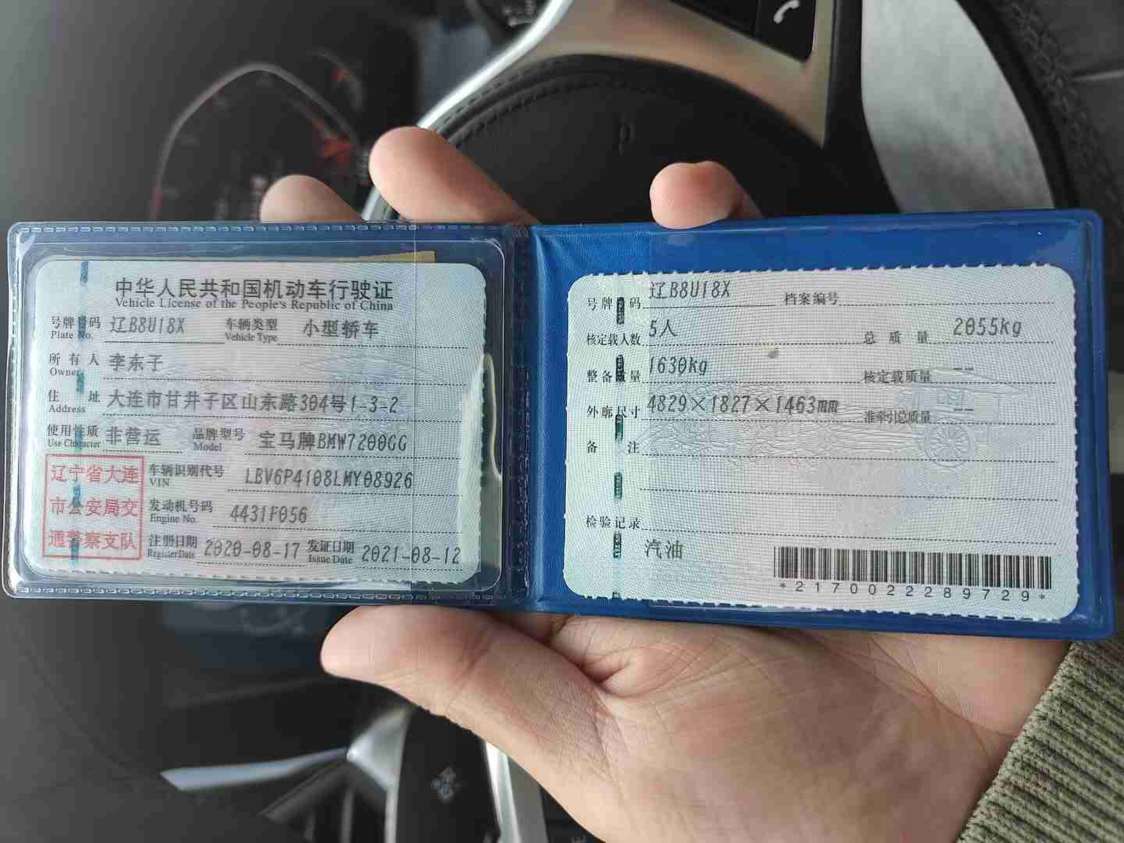 中华人民共和国机动车行驶证
Vehicle License of the People's Republic of China
号牌号码 辽B8U18X 车辆类型 小型轿车
Plate No. Vehicle Type
所有人 李东子
Owner
住址 大连市甘井子区山东路304号1-3-2
Address
使用性质 非营运 品牌型号 宝马牌BMW7200GG
Use Character Model
辽宁省大连
市公安局交
通警察支队
车辆识别代号 LBV6P4108LMY08926
VIN
发动机号码 4431F056
Engine No.
注册日期 2020-08-17 发证日期 2021-08-12
Register Date Issue Date
号牌号码 辽B8U18X 档案编号
核定载人数 5人 总质量 2055kg
整备质量 1630kg 核定载质量 --
外廓尺寸 4829×1827×1463mm 准牵引总质量 --
备注
检验记录
汽油
*2170022289729*